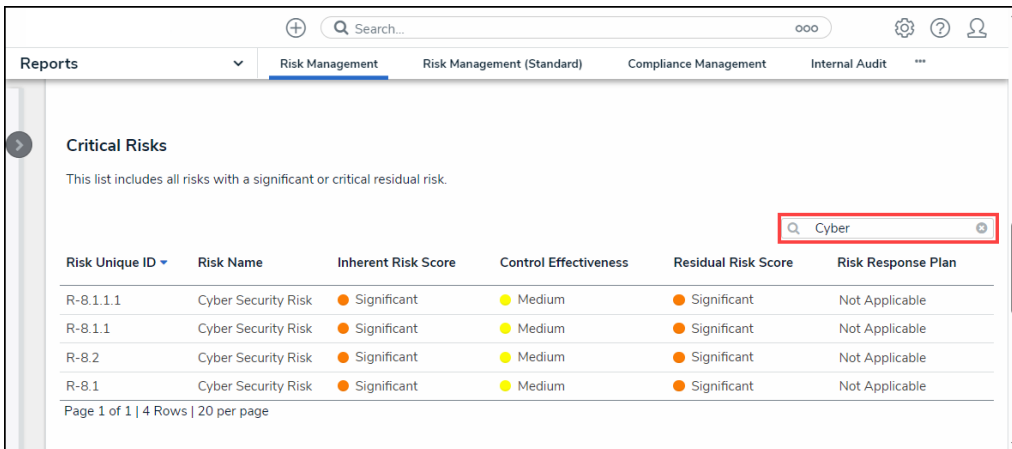 Search...
Reports Risk Management Risk Management (Standard) Compliance Management Internal Audit ...
Critical Risks
This list includes all risks with a significant or critical residual risk.
Cyber
Risk Unique ID Risk Name Inherent Risk Score Control Effectiveness Residual Risk Score Risk Response Plan
R-8.1.1.1 Cyber Security Risk Significant Medium Significant Not Applicable
R-8.1.1 Cyber Security Risk Significant Medium Significant Not Applicable
R-8.2 Cyber Security Risk Significant Medium Significant Not Applicable
R-8.1 Cyber Security Risk Significant Medium Significant Not Applicable
Page 1 of 1 | 4 Rows | 20 per page